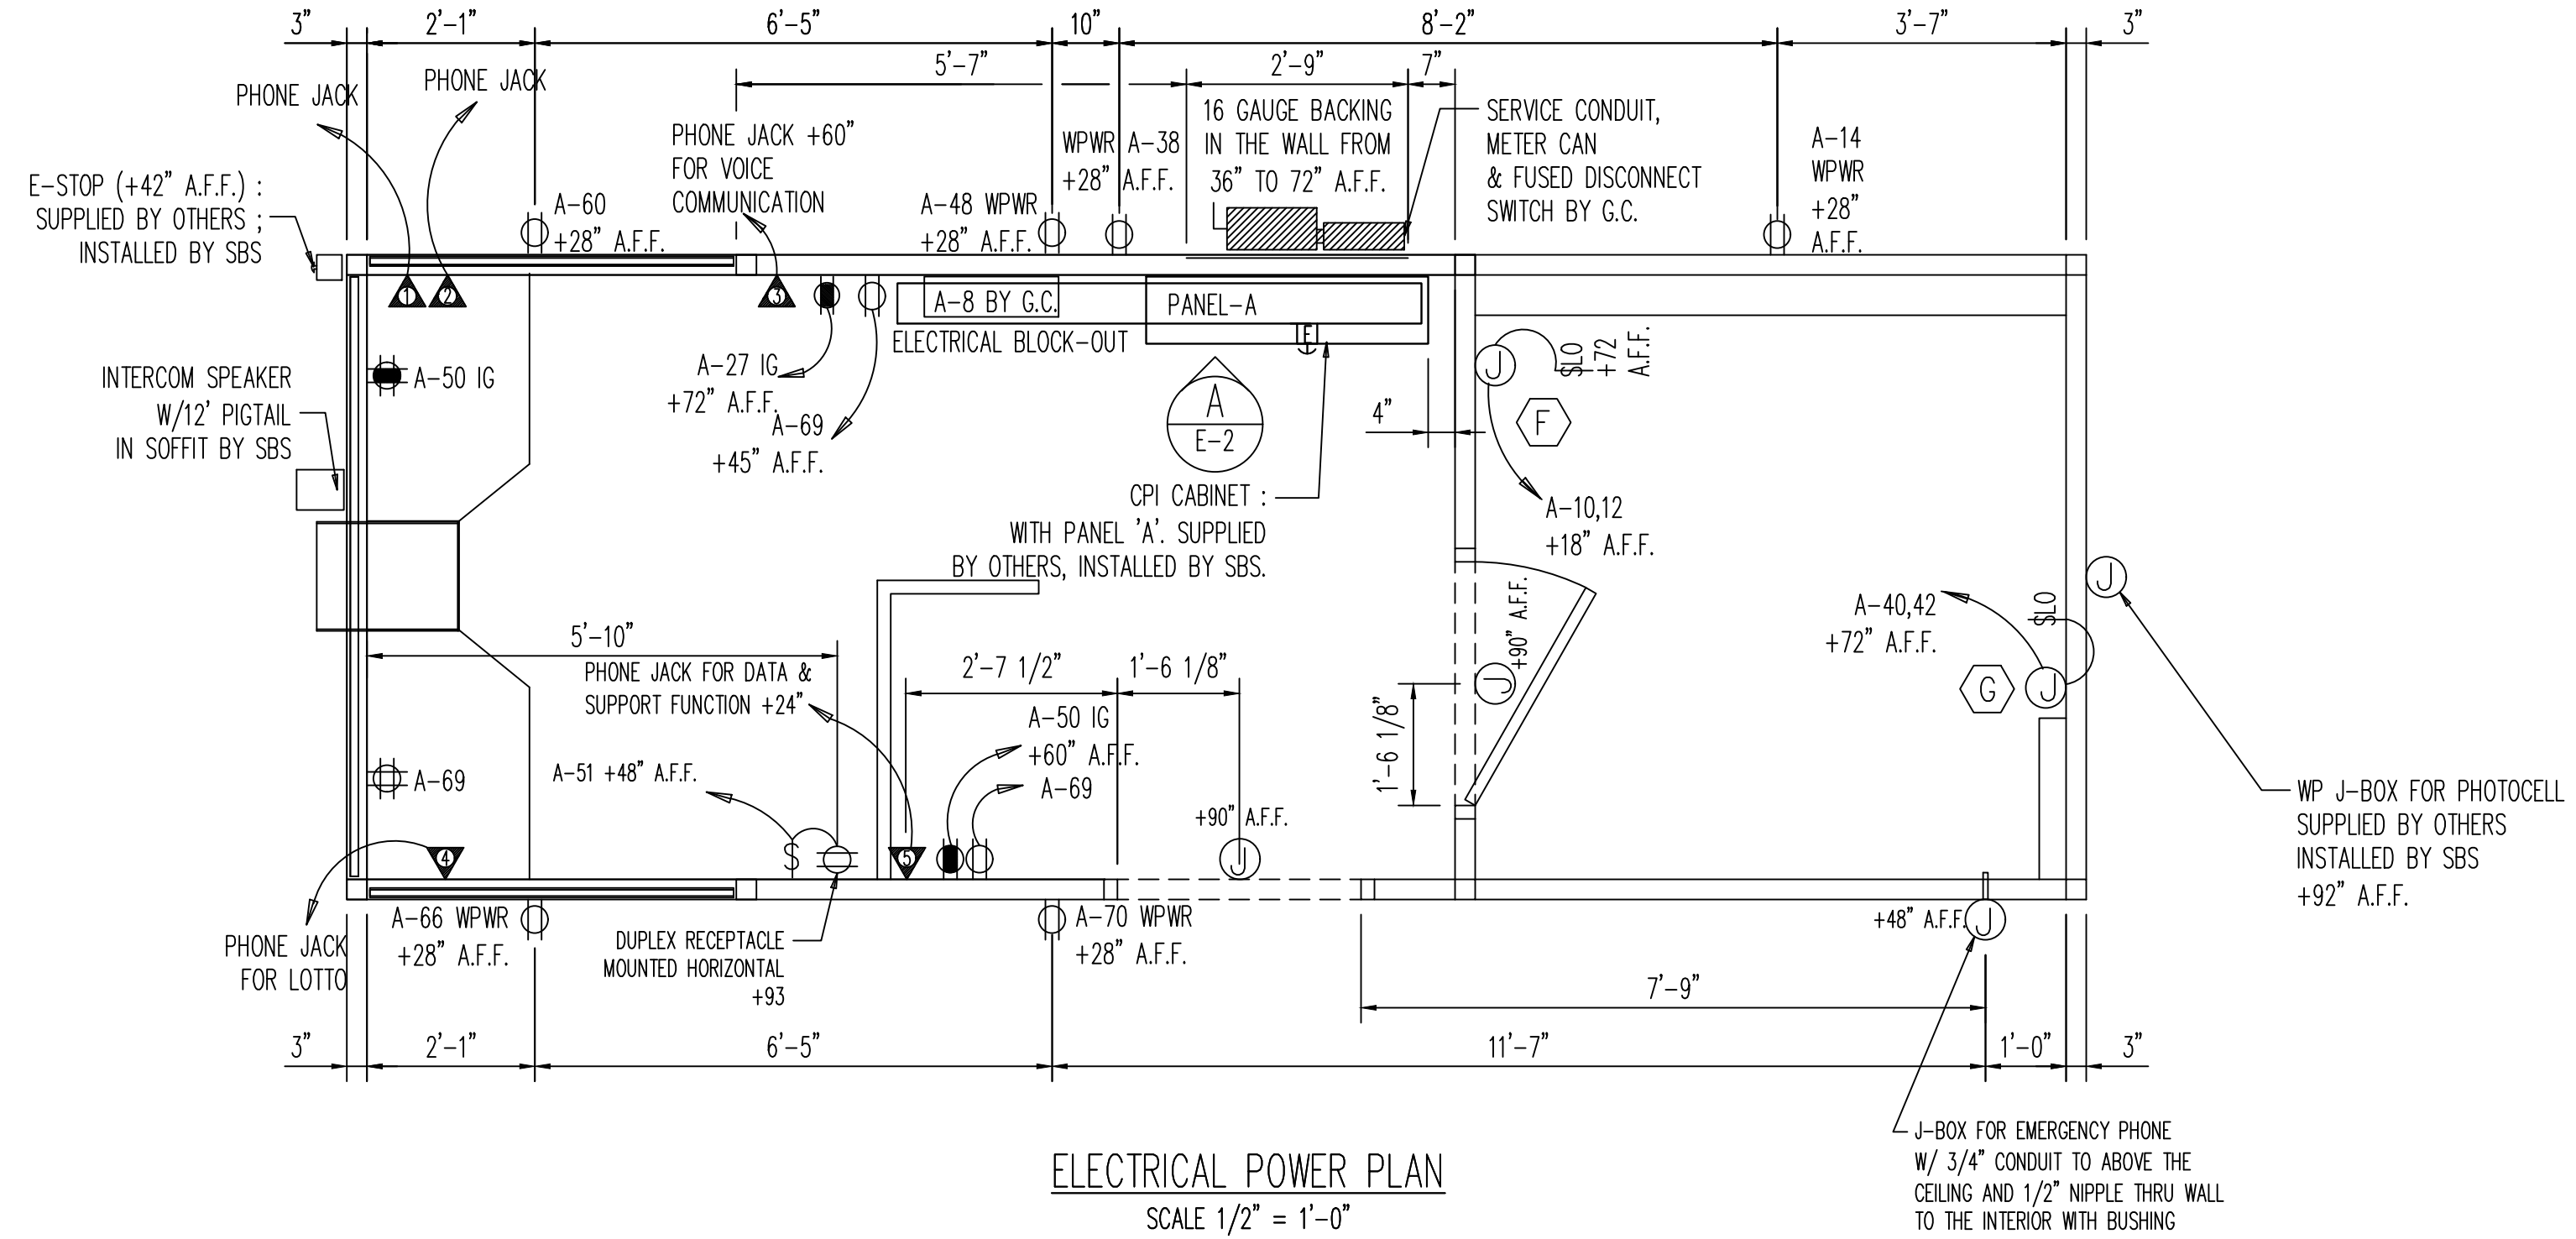 3" 2'-1" 6'-5" 10" 8'-2" 3'-7" 3"
5'-7" 2'-9" 7"
PHONE JACK
PHONE JACK
PHONE JACK +60"
FOR VOICE
COMMUNICATION
WPWR A-38
+28" A.F.F.
16 GAUGE BACKING
IN THE WALL FROM
36" TO 72" A.F.F.
SERVICE CONDUIT,
METER CAN
& FUSED DISCONNECT
SWITCH BY G.C.
A-14
WPWR
+28"
A.F.F.
E-STOP (+42" A.F.F.) :
SUPPLIED BY OTHERS ;
INSTALLED BY SBS
A-60
+28" A.F.F.
A-48 WPWR
+28" A.F.F.
1
2
3
A-8 BY G.C.
PANEL-A
ELECTRICAL BLOCK-OUT
E
A-27 IG
+72" A.F.F.
A-69
+45" A.F.F.
A-50 IG
INTERCOM SPEAKER
W/12' PIGTAIL
IN SOFFIT BY SBS
A
E-2
4"
J
SLO
+72
A.F.F.
F
A-10,12
+18" A.F.F.
CPI CABINET :
WITH PANEL 'A'. SUPPLIED
BY OTHERS, INSTALLED BY SBS.
5'-10"
PHONE JACK FOR DATA &
SUPPORT FUNCTION +24"
2'-7 1/2" 1'-6 1/8"
A-50 IG
+60" A.F.F.
A-69
A-51 +48" A.F.F.
A-69
+90" A.F.F.
J
+90" A.F.F.
J
1'-6 1/8"
A-40,42
+72" A.F.F.
SLO
G
J
J
WP J-BOX FOR PHOTOCELL
SUPPLIED BY OTHERS
INSTALLED BY SBS
+92" A.F.F.
4
S
5
PHONE JACK
FOR LOTTO
A-66 WPWR
+28" A.F.F.
DUPLEX RECEPTACLE
MOUNTED HORIZONTAL
+93
A-70 WPWR
+28" A.F.F.
+48" A.F.F.
J
7'-9"
3" 2'-1" 6'-5" 11'-7" 1'-0" 3"
J-BOX FOR EMERGENCY PHONE
W/ 3/4" CONDUIT TO ABOVE THE
CEILING AND 1/2" NIPPLE THRU WALL
TO THE INTERIOR WITH BUSHING
ELECTRICAL POWER PLAN
SCALE 1/2" = 1'-0"